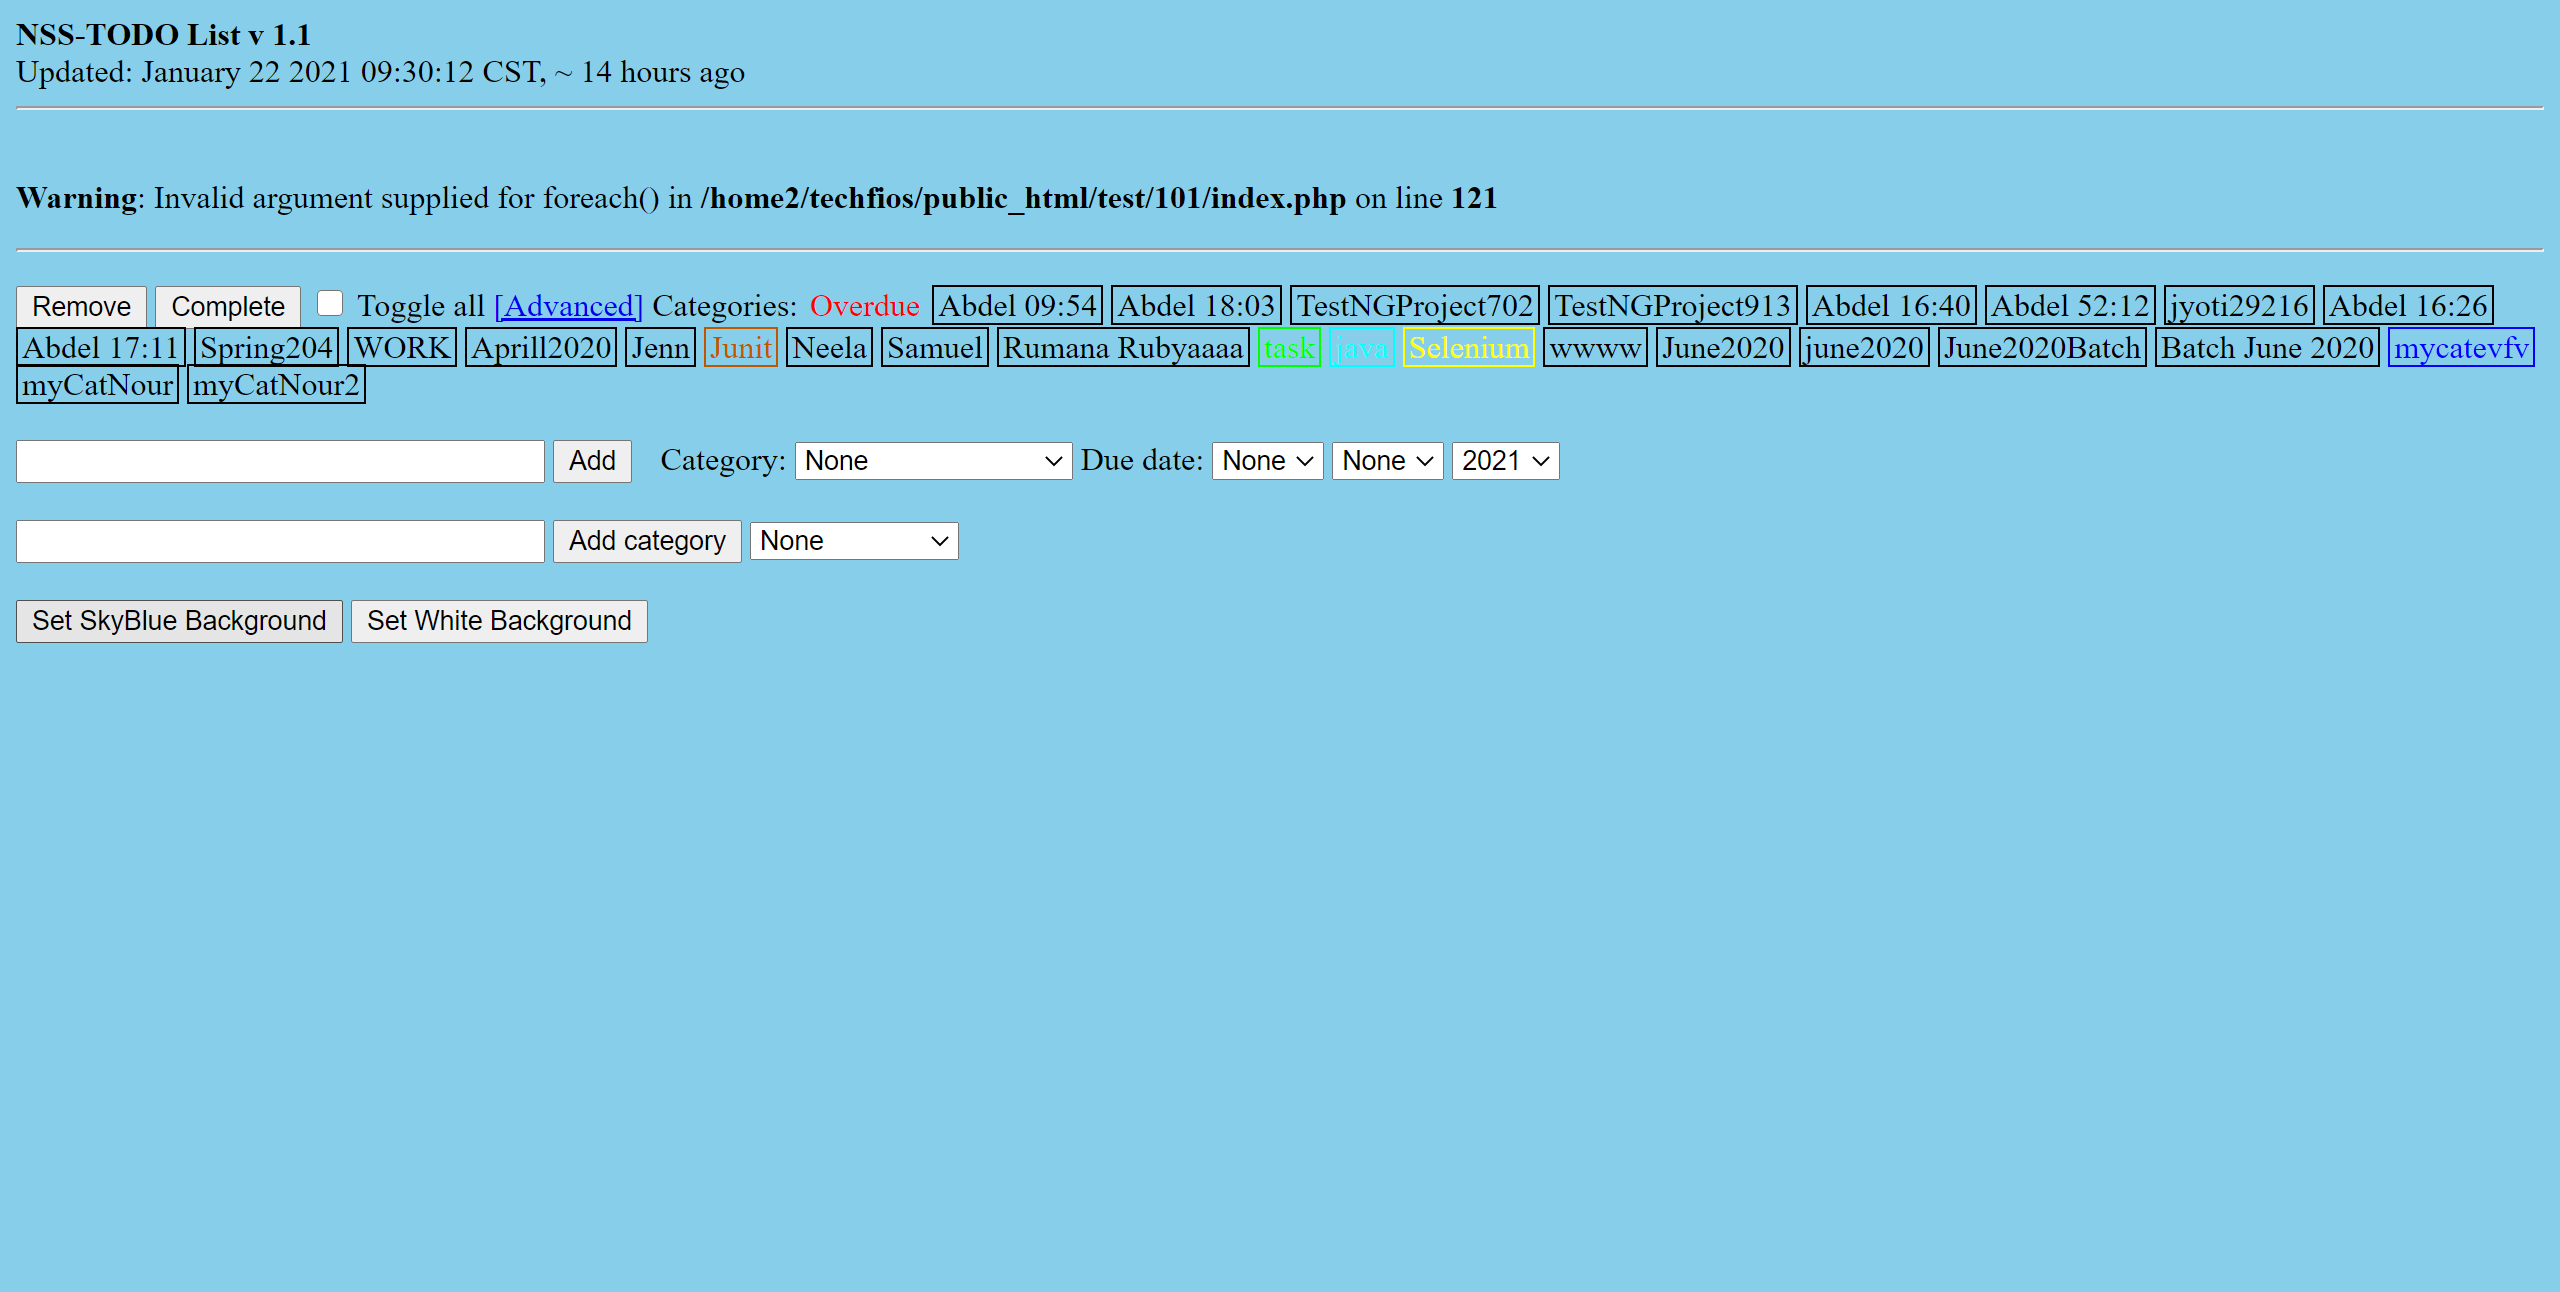 NSS-TODO List v 1.1
Updated: January 22 2021 09:30:12 CST, ~ 14 hours ago
Warning: Invalid argument supplied for foreach() in /home2/techfios/public_html/test/101/index.php on line 121
Remove Complete Toggle all [Advanced] Categories: Overdue Abdel 09:54 Abdel 18:03 TestNGProject702 TestNGProject913 Abdel 16:40 Abdel 52:12 jyoti29216 Abdel 16:26
Abdel 17:11 Spring204 WORK Aprill2020 Jenn Junit Neela Samuel Rumana Rubyaaaa task java Selenium wwww June2020 june2020 June2020Batch Batch June 2020 mycatevfv
myCatNour myCatNour2
Add Category: None Due date: None None 2021
Add category None
Set SkyBlue Background Set White Background